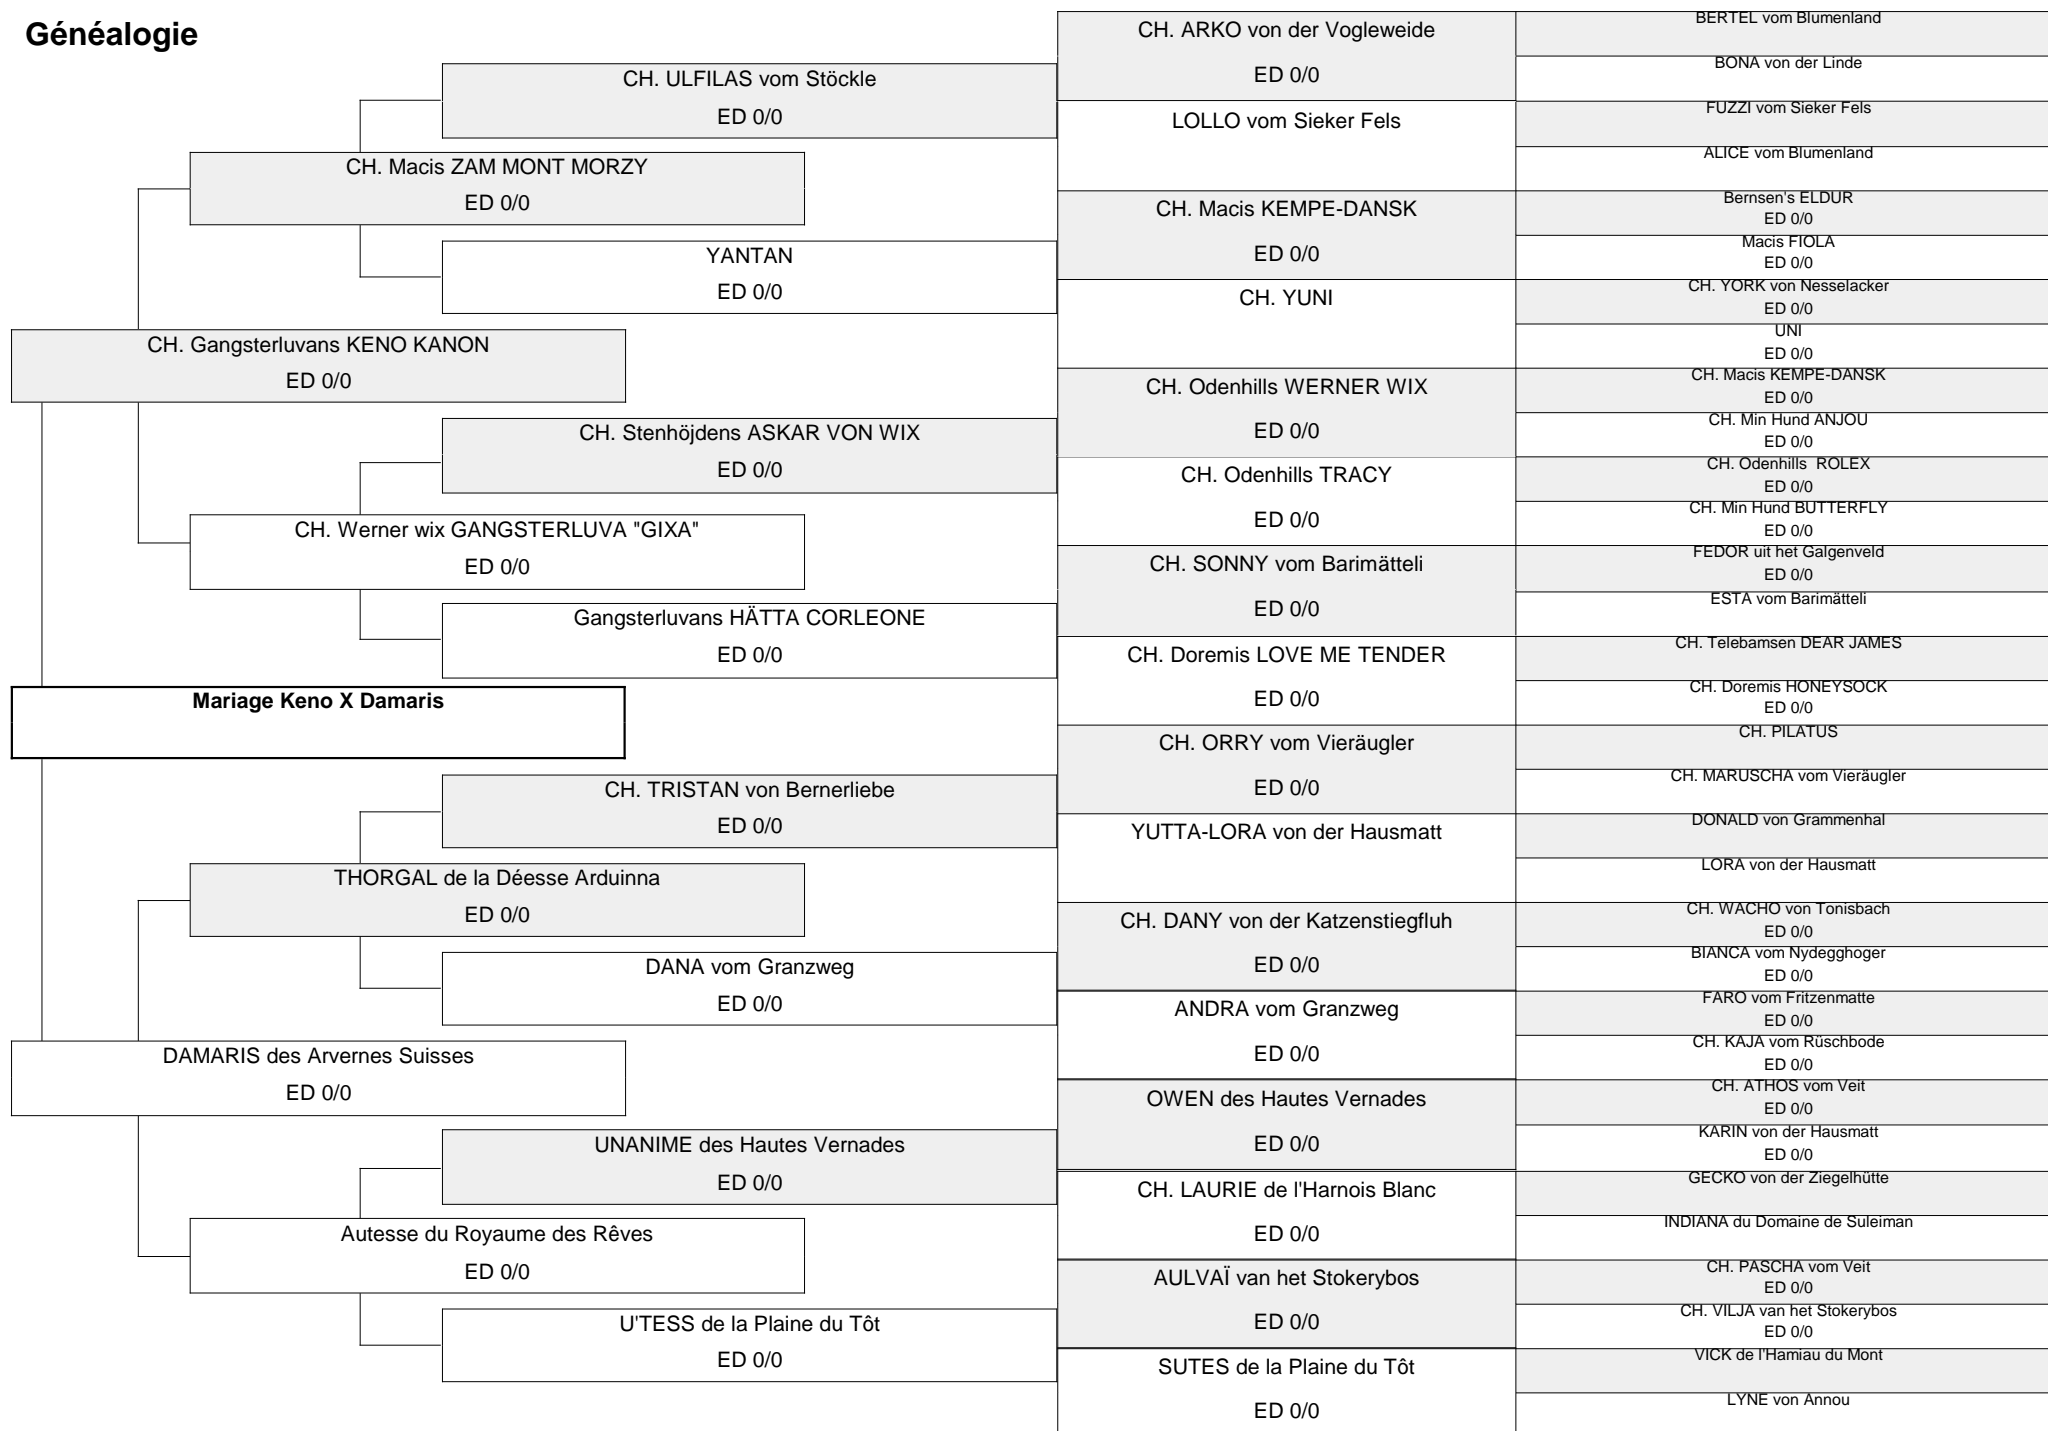 Généalogie
CH. Gangsterluvans KENO KANON
ED 0/0
Mariage Keno X Damaris
DAMARIS des Arvernes Suisses
ED 0/0
CH. Macis ZAM MONT MORZY
ED 0/0
CH. Werner wix GANGSTERLUVA "GIXA"
ED 0/0
THORGAL de la Déesse Arduinna
ED 0/0
Autesse du Royaume des Rêves
ED 0/0
CH. ULFILAS vom Stöckle
ED 0/0
YANTAN
ED 0/0
CH. Stenhöjdens ASKAR VON WIX
ED 0/0
Gangsterluvans HÄTTA CORLEONE
ED 0/0
CH. TRISTAN von Bernerliebe
ED 0/0
DANA vom Granzweg
ED 0/0
UNANIME des Hautes Vernades
ED 0/0
U'TESS de la Plaine du Tôt
ED 0/0
CH. ARKO von der Vogleweide
ED 0/0
LOLLO vom Sieker Fels
CH. Macis KEMPE-DANSK
ED 0/0
CH. YUNI
CH. Odenhills WERNER WIX
ED 0/0
CH. Odenhills TRACY
ED 0/0
CH. SONNY vom Barimätteli
ED 0/0
CH. Doremis LOVE ME TENDER
ED 0/0
CH. ORRY vom Vieräugler
ED 0/0
YUTTA-LORA von der Hausmatt
CH. DANY von der Katzenstiegfluh
ED 0/0
ANDRA vom Granzweg
ED 0/0
OWEN des Hautes Vernades
ED 0/0
CH. LAURIE de l'Harnois Blanc
ED 0/0
AULVAÏ van het Stokerybos
ED 0/0
SUTES de la Plaine du Tôt
ED 0/0
BERTEL vom Blumenland
BONA von der Linde
FUZZI vom Sieker Fels
ALICE vom Blumenland
Bernsen's ELDUR
ED 0/0
Macis FIOLA
ED 0/0
CH. YORK von Nesselacker
ED 0/0
UNI
ED 0/0
CH. Macis KEMPE-DANSK
ED 0/0
CH. Min Hund ANJOU
ED 0/0
CH. Odenhills ROLEX
ED 0/0
CH. Min Hund BUTTERFLY
ED 0/0
FEDOR uit het Galgenveld
ED 0/0
ESTA vom Barimätteli
CH. Telebamsen DEAR JAMES
CH. Doremis HONEYSOCK
ED 0/0
CH. PILATUS
CH. MARUSCHA vom Vieräugler
DONALD von Grammenhal
LORA von der Hausmatt
CH. WACHO von Tonisbach
ED 0/0
BIANCA vom Nydegghoger
ED 0/0
FARO vom Fritzenmatte
ED 0/0
CH. KAJA vom Rüschbode
ED 0/0
CH. ATHOS vom Veit
ED 0/0
KARIN von der Hausmatt
ED 0/0
GECKO von der Ziegelhütte
INDIANA du Domaine de Suleiman
CH. PASCHA vom Veit
ED 0/0
CH. VILJA van het Stokerybos
ED 0/0
VICK de l'Hamiau du Mont
LYNE von Annou